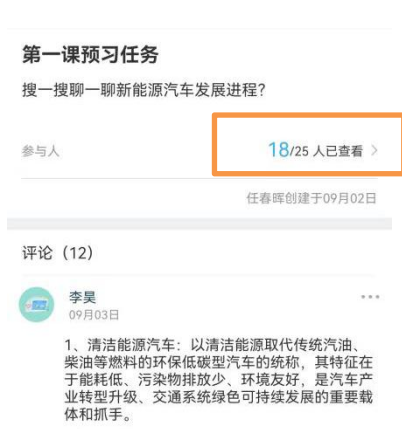 第一课预习任务
搜一搜聊一聊新能源汽车发展进程?
参与人
18/25 人已查看 >
任春晖创建于09月02日
评论（12）
李昊
09月03日
1、清洁能源汽车：以清洁能源取代传统汽油、
柴油等燃料的环保低碳型汽车的统称，其特征在
于能耗低、污染物排放少、环境友好，是汽车产
业转型升级、交通系统绿色可持续发展的重要载
体和抓手。